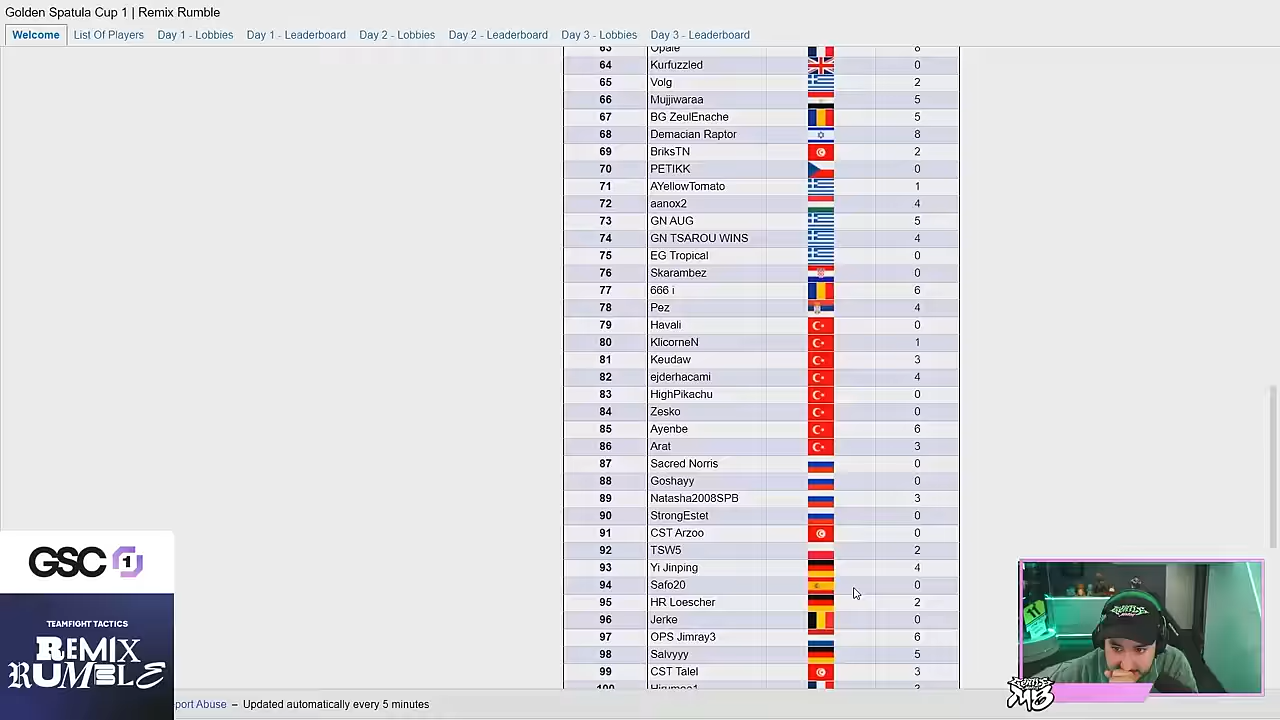 Golden Spatula Cup 1 | Remix Rumble
Welcome List Of Players Day 1 - Lobbies Day 1 - Leaderboard Day 2 - Lobbies Day 2 - Leaderboard Day 3 - Lobbies Day 3 - Leaderboard
63 Opale 8
64 Kurfuzzled 0
65 Volg 2
66 Mujjiwaraa 5
67 BG ZeulEnache 5
68 Demacian Raptor 8
69 BriksTN 2
70 PETIKK 0
71 AYellowTomato 1
72 aanox2 4
73 GN AUG 5
74 GN TSAROU WINS 4
75 EG Tropical 0
76 Skarambez 0
77 666 i 6
78 Pez 4
79 Havali 0
80 KlicorneN 1
81 Keudaw 3
82 ejderhacami 4
83 HighPikachu 0
84 Zesko 0
85 Ayenbe 6
86 Arat 3
87 Sacred Norris 0
88 Goshayy 0
89 Natasha2008SPB 3
90 StrongEstet 0
91 CST Arzoo 0
92 TSW5 2
93 Yi Jinping 4
94 Safo20 0
95 HR Loescher 2
96 Jerke 0
97 OPS Jimray3 6
98 Salvyyy 5
99 CST Talel 3
100
GSC 1
TEAMFIGHT TACTICS
REMIX
RUMBLE
port Abuse – Updated automatically every 5 minutes